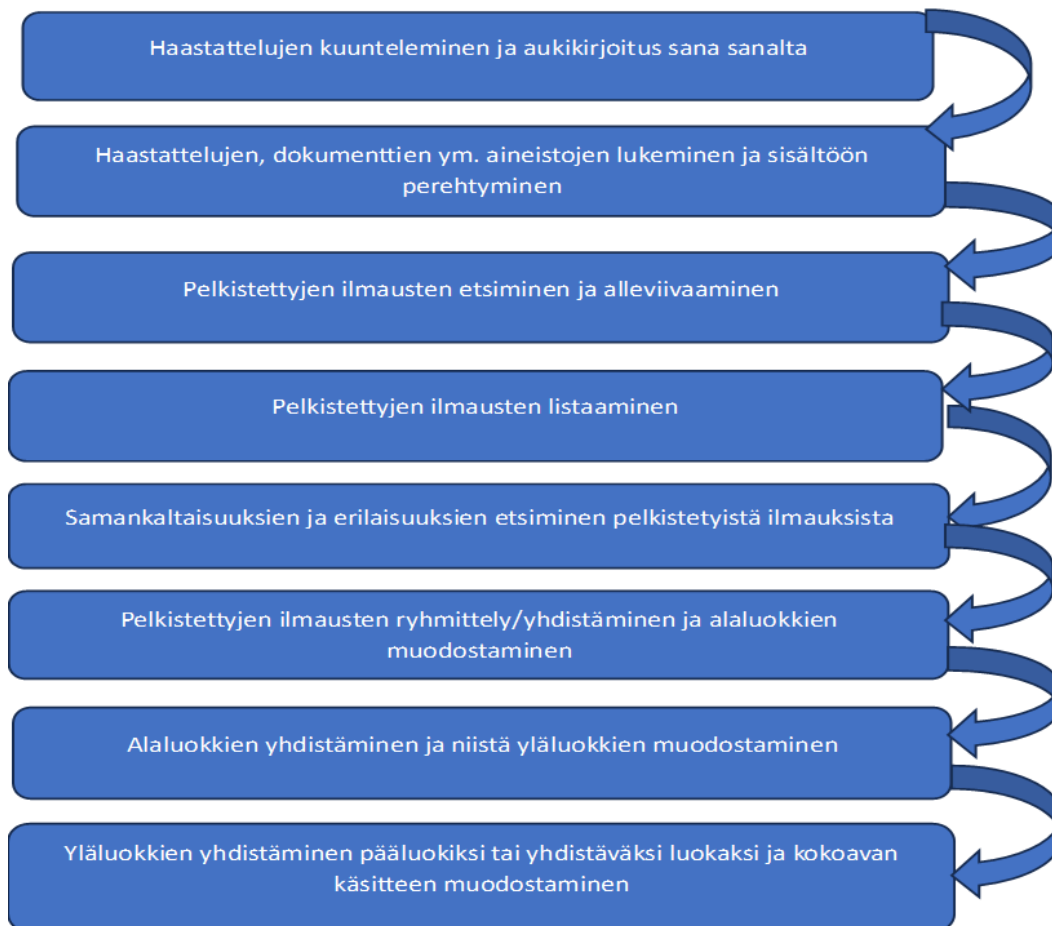 Haastattelujen kuunteleminen ja aukikirjoitus sana sanalta
Haastattelujen, dokumenttien ym. aineistojen lukeminen ja sisältöön
perehtyminen
Pelkistettyjen ilmausten etsiminen ja alleviivaaminen
Pelkistettyjen ilmausten listaaminen
Samankaltaisuuksien ja erilaisuuksien etsiminen pelkistetyistä ilmauksista
Pelkistettyjen ilmausten ryhmittely/yhdistäminen ja alaluokkien
muodostaminen
Alaluokkien yhdistäminen ja niistä yläluokkien muodostaminen
Yläluokkien yhdistäminen pääluokiksi tai yhdistäväksi luokaksi ja kokoavan
käsitteen muodostaminen